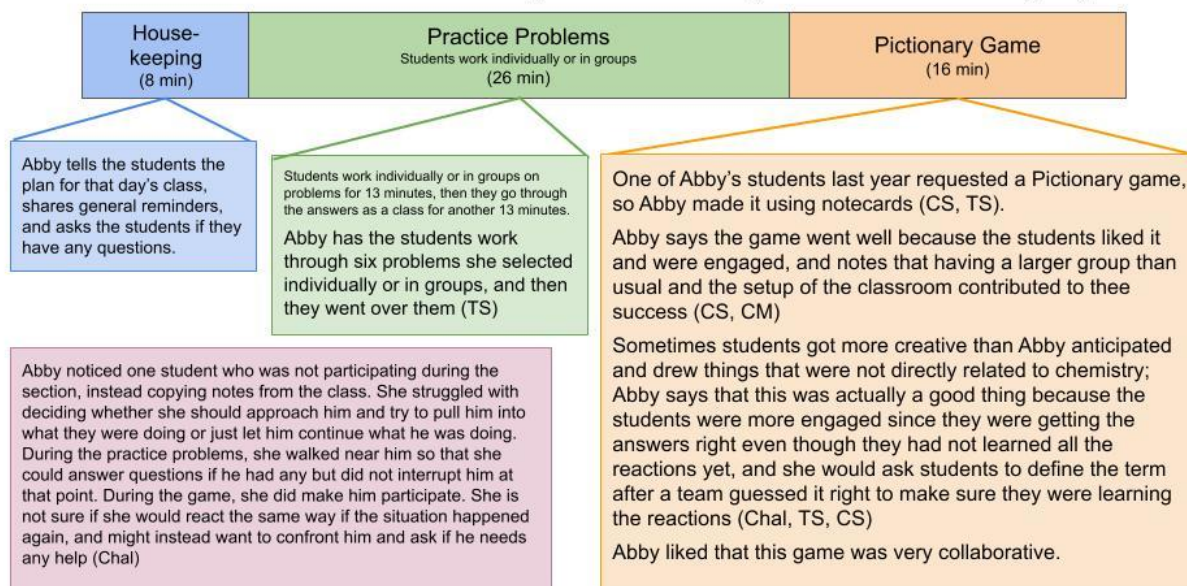 House-
keeping
(8 min)
Practice Problems
Students work individually or in groups
(26 min)
Pictionary Game
(16 min)
Abby tells the students the
plan for that day's class,
shares general reminders,
and asks the students if they
have any questions.
Students work individually or in groups on
problems for 13 minutes, then they go through
the answers as a class for another 13 minutes.
Abby has the students work
through six problems she selected
individually or in groups, and then
they went over them (TS)
One of Abby's students last year requested a Pictionary game,
so Abby made it using notecards (CS, TS).
Abby says the game went well because the students liked it
and were engaged, and notes that having a larger group than
usual and the setup of the classroom contributed to thee
success (CS, CM)
Sometimes students got more creative than Abby anticipated
and drew things that were not directly related to chemistry;
Abby says that this was actually a good thing because the
students were more engaged since they were getting the
answers right even though they had not learned all the
reactions yet, and she would ask students to define the term
after a team guessed it right to make sure they were learning
the reactions (Chal, TS, CS)
Abby liked that this game was very collaborative.
Abby noticed one student who was not participating during the
section, instead copying notes from the class. She struggled with
deciding whether she should approach him and try to pull him into
what they were doing or just let him continue what he was doing.
During the practice problems, she walked near him so that she
could answer questions if he had any but did not interrupt him at
that point. During the game, she did make him participate. She is
not sure if she would react the same way if the situation happened
again, and might instead want to confront him and ask if he needs
any help (Chal)